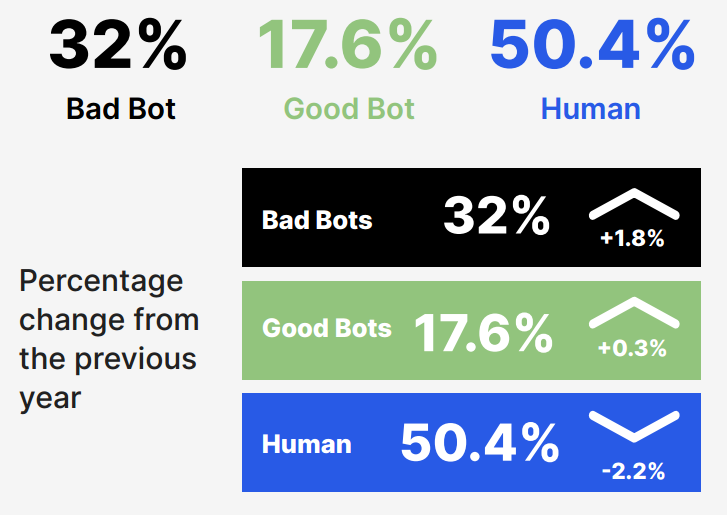 32% 17.6% 50.4%
Bad Bot Good Bot Human
Percentage
change from
the previous
year
Bad Bots 32% +1.8%
Good Bots 17.6% +0.3%
Human 50.4% -2.2%